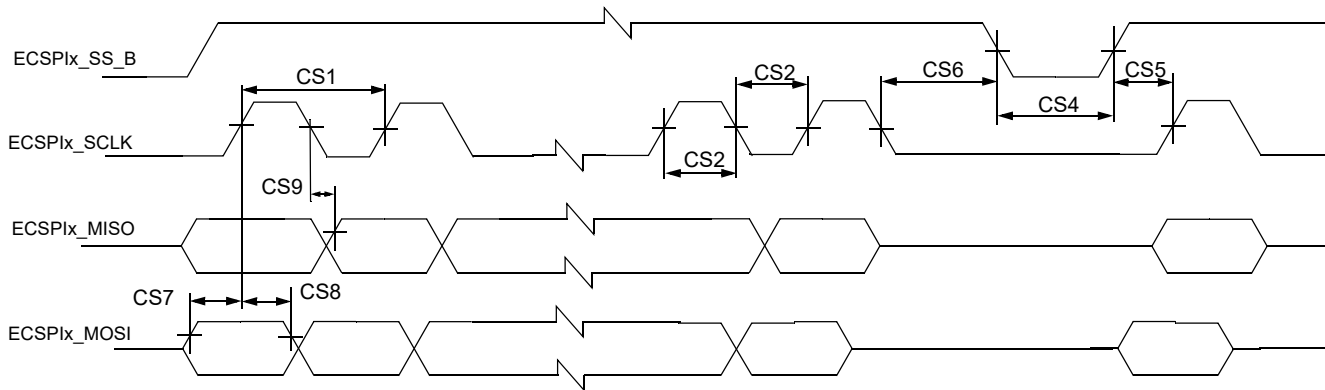 ECSPIx_SS_B
CS1
CS2
CS6
CS5
CS4
ECSPIx_SCLK
CS2
CS9
ECSPIx_MISO
CS7
CS8
ECSPIx_MOSI